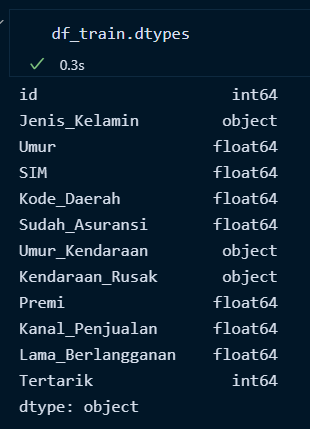 df_train.dtypes
0.3s
id int64
Jenis_Kelamin object
Umur float64
SIM float64
Kode_Daerah float64
Sudah_Asuransi float64
Umur_Kendaraan object
Kendaraan_Rusak object
Premi float64
Kanal_Penjualan float64
Lama_Berlangganan float64
Tertarik int64
dtype: object